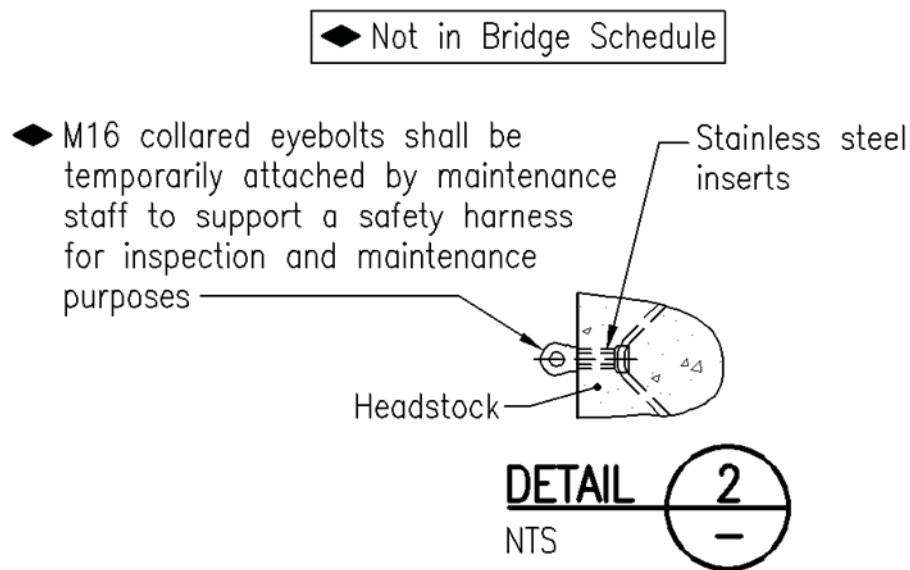 ◆ Not in Bridge Schedule
◆ M16 collared eyebolts shall be
temporarily attached by maintenance
staff to support a safety harness
for inspection and maintenance
purposes
Stainless steel
inserts
Headstock
DETAIL 2
NTS –